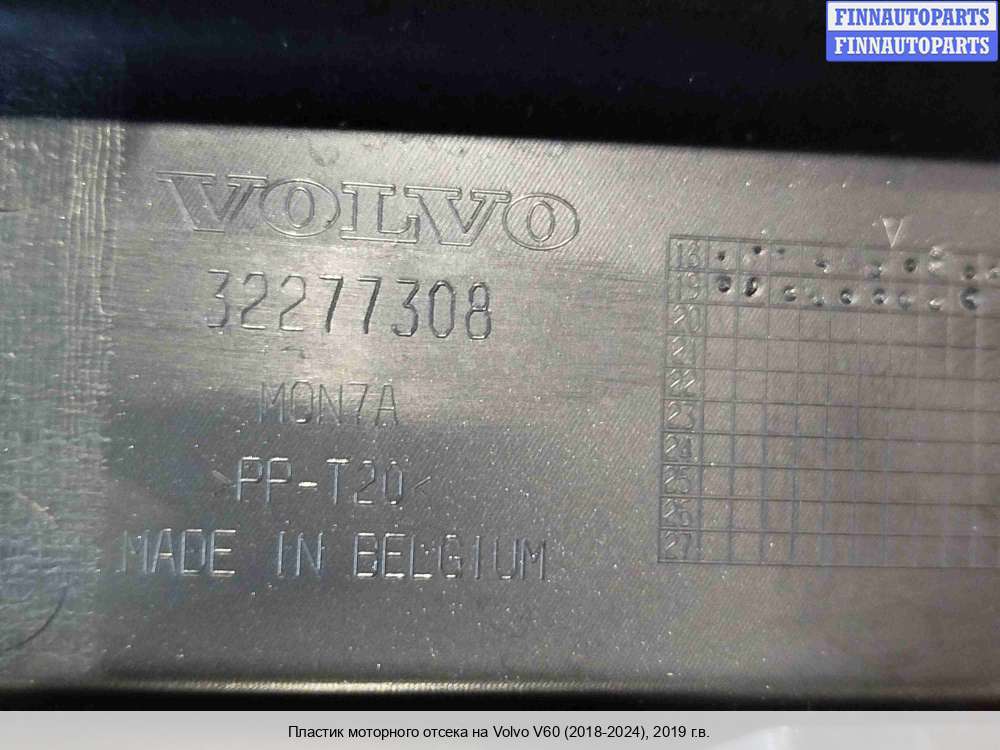 FINNAUTOPARTS
FINNAUTOPARTS
VOLVO
32277308
MON7A
>PP-T20<
MADE IN BELGIUM
18
19
20
21
22
23
24
25
26
27
Пластик моторного отсека на Volvo V60 (2018-2024), 2019 г.в.